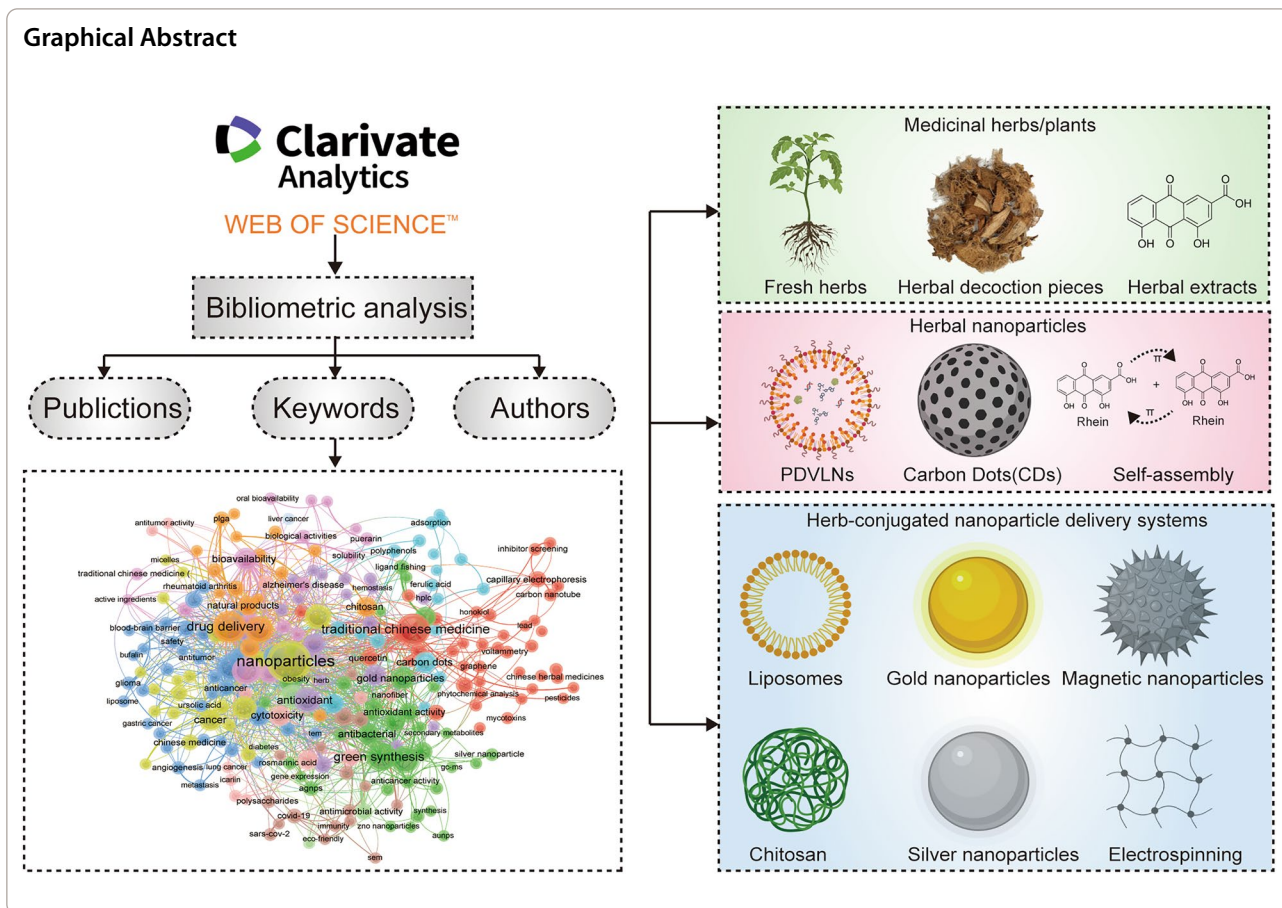 Graphical Abstract
Clarivate
Analytics
WEB OF SCIENCE™
Bibliometric analysis
Publictions
Keywords
Authors
oral bioavailability
antitumor activity
plga
liver cancer
adsorption
biological activities
puerarin
polyphenols
inhibitor screening
micelles
bioavailability
solubility
ligand fishing
traditional chinese medicine (
rheumatoid arthritis
alzheimer's disease
hemostasis
ferulic acid
capillary electrophoresis
active ingredients
hplc
carbon nanotube
natural products
chitosan
honokiol
blood-brain barrier
drug delivery
traditional chinese medicine
lead
safety
bufalin
antitumor
nanoparticles
quercetin
carbon dots
voltammetry
graphene
chinese herbal medicines
glioma
anticancer
obesity
herb
gold nanoparticles
liposome
ursolic acid
antioxidant
nanofiber
phytochemical analysis
pesticides
gastric cancer
cancer
cytotoxicity
antioxidant activity
mycotoxins
chinese medicine
tem
antibacterial
secondary metabolites
angiogenesis
lung cancer
diabetes
green synthesis
silver nanoparticle
metastasis
icariin
rosmarinic acid
gc-ms
gene expression
anticancer activity
polysaccharides
agnps
synthesis
covid-19
antimicrobial activity
sars-cov-2
immunity
zno nanoparticles
eco-friendly
aunps
sem
Medicinal herbs/plants
O
O
OH
OH
O
OH
Fresh herbs
Herbal decoction pieces
Herbal extracts
Herbal nanoparticles
O
O
OH
OH
O
OH
Rhein
π
+
π
O
O
OH
OH
O
OH
Rhein
PDVLNs
Carbon Dots(CDs)
Self-assembly
Herb-conjugated nanoparticle delivery systems
Liposomes
Gold nanoparticles
Magnetic nanoparticles
Chitosan
Silver nanoparticles
Electrospinning